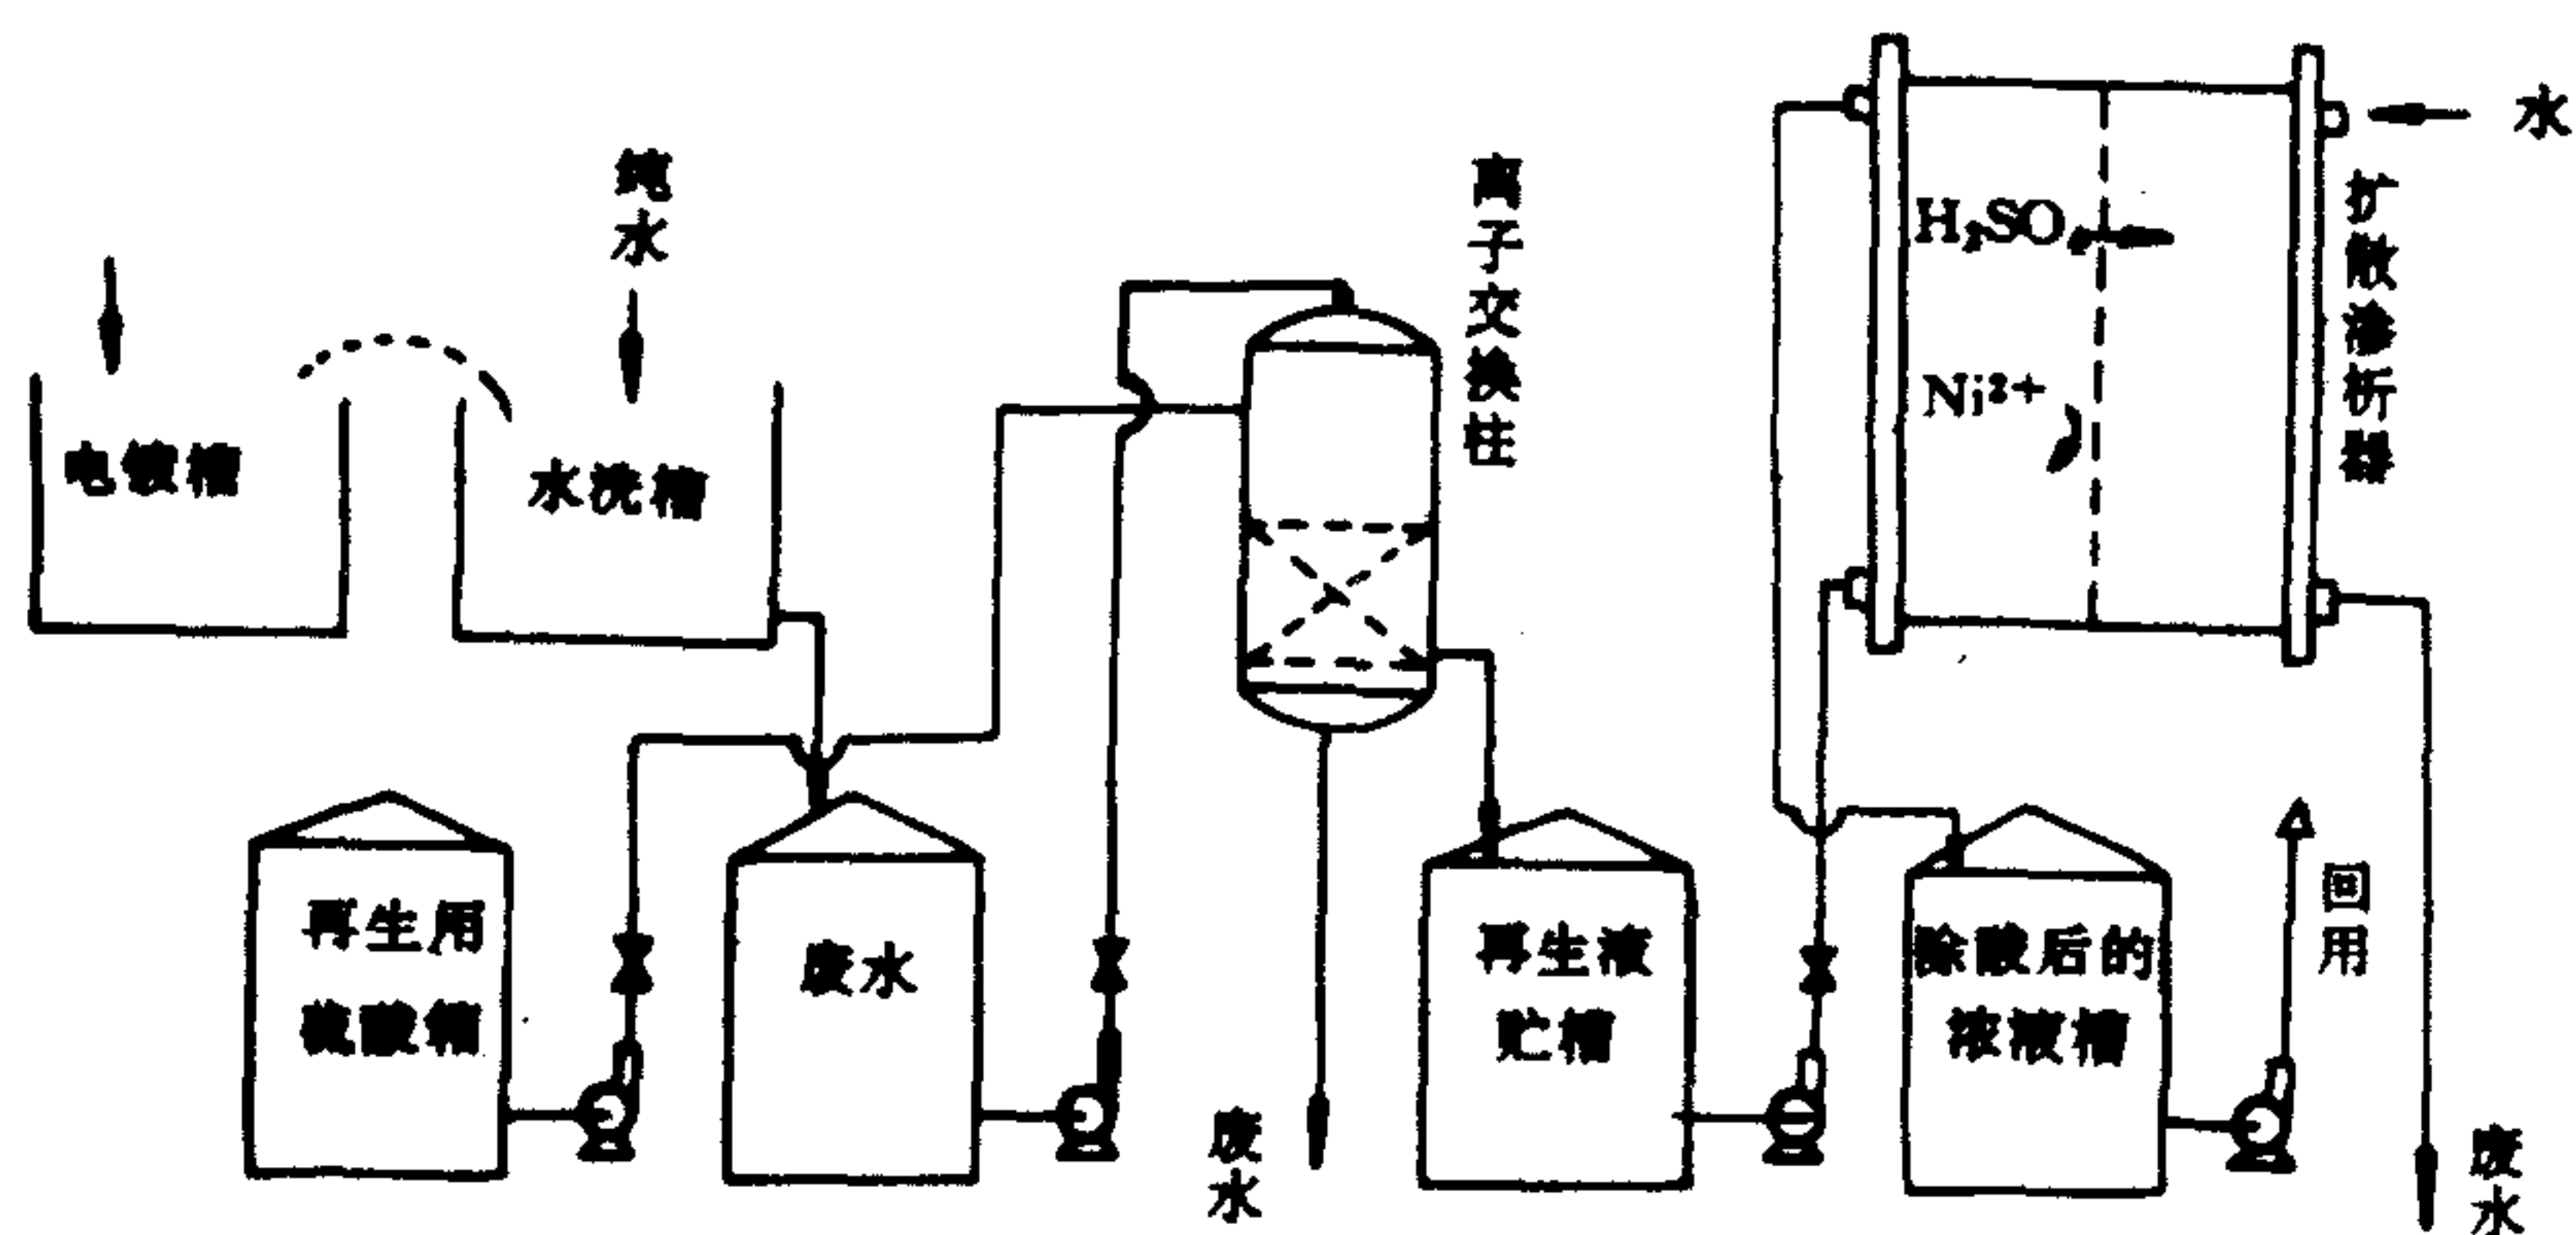 纯水
电镀槽
水洗槽
离子交换柱
水
扩散渗析器
H₂SO₄
Ni²⁺
再生用
硫酸箱
废水
废水
再生液
贮槽
除酸后的
浓液槽
回用
废水